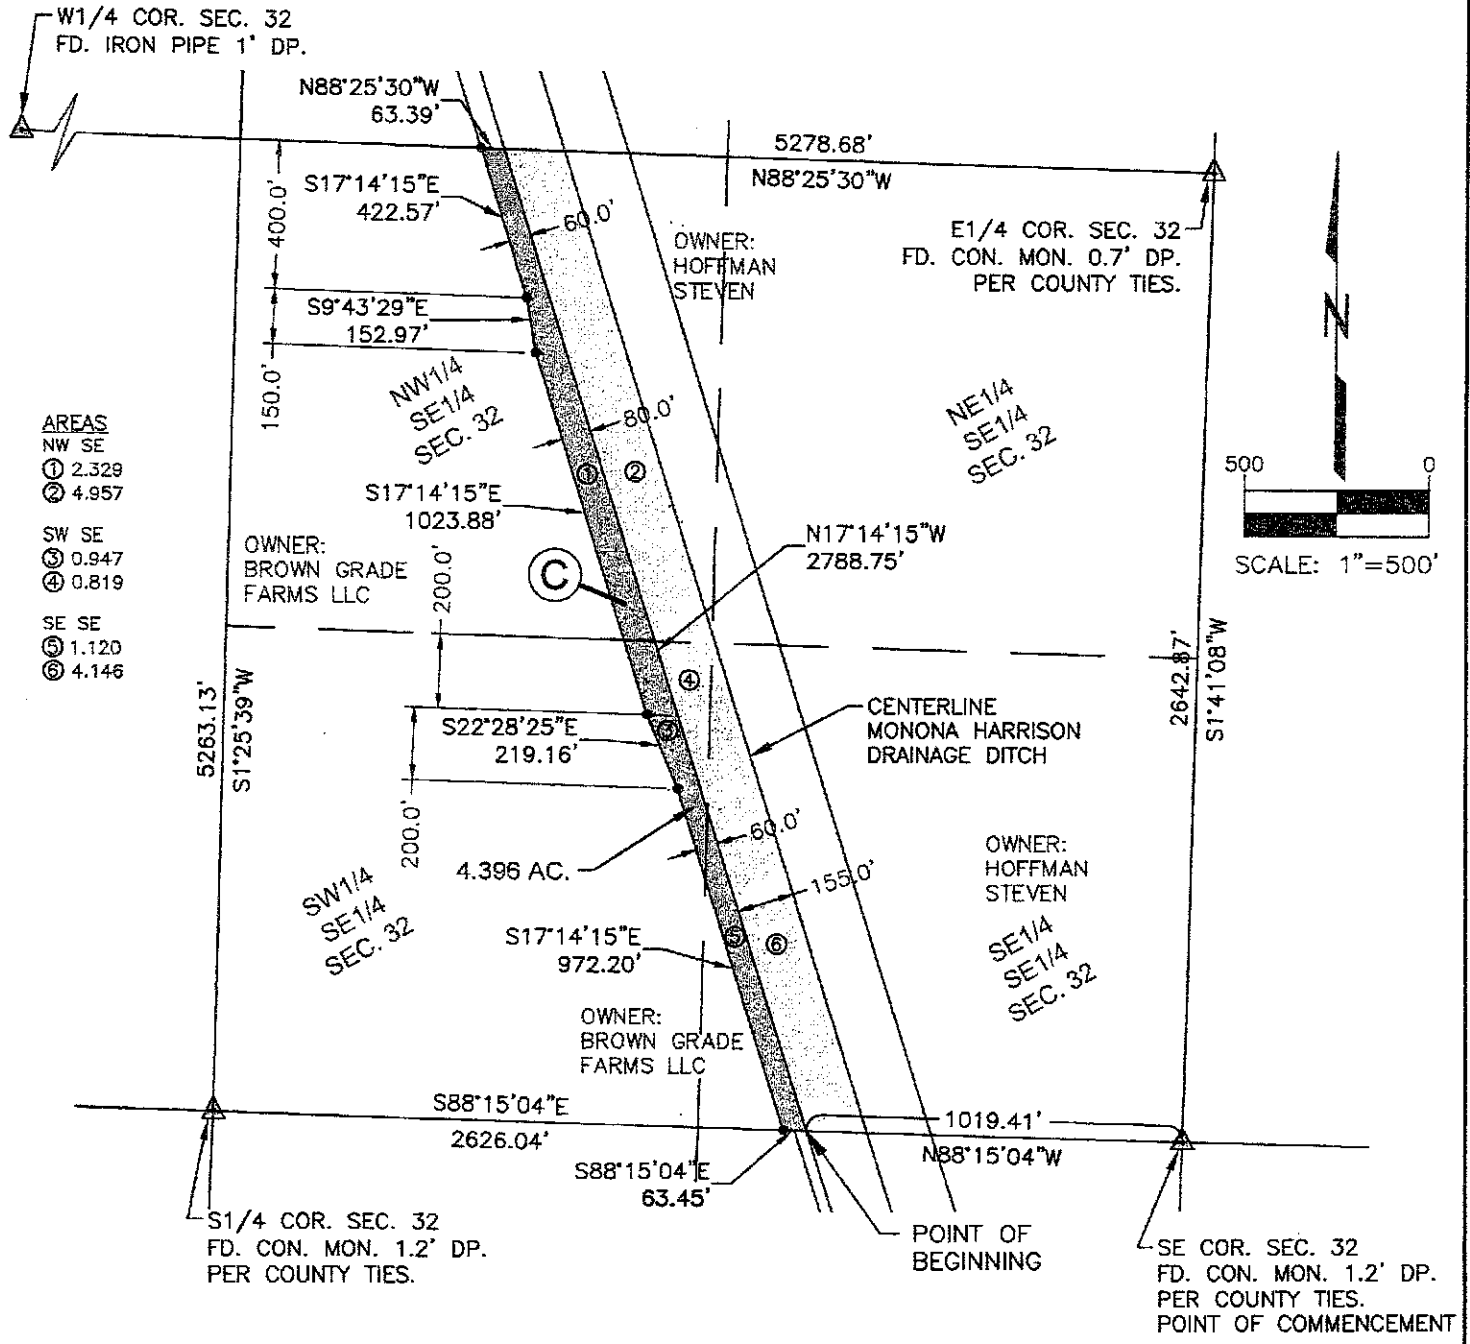 W1/4 COR. SEC. 32
FD. IRON PIPE 1' DP.
N88°25'30"W
63.39'
5278.68'
N88°25'30"W
S17°14'15"E
422.57'
400.0'
60.0'
OWNER:
HOFFMAN
STEVEN
E1/4 COR. SEC. 32
FD. CON. MON. 0.7' DP.
PER COUNTY TIES.
N
S9°43'29"E
152.97'
150.0'
NW1/4
SE1/4
SEC. 32
80.0'
NE1/4
SE1/4
SEC. 32
AREAS
NW SE
① 2.329
② 4.957
SW SE
③ 0.947
④ 0.819
SE SE
⑤ 1.120
⑥ 4.146
①
②
500 0
SCALE: 1"=500'
S17°14'15"E
1023.88'
N17°14'15"W
2788.75'
OWNER:
BROWN GRADE
FARMS LLC
C
200.0'
5263.13'
S1°25'39"W
2642.87'
S1°41'08"W
④
S22°28'25"E
219.16'
③
CENTERLINE
MONONA HARRISON
DRAINAGE DITCH
200.0'
4.396 AC.
60.0'
155.0'
OWNER:
HOFFMAN
STEVEN
SW1/4
SE1/4
SEC. 32
S17°14'15"E
972.20'
⑤
⑥
SE1/4
SE1/4
SEC. 32
OWNER:
BROWN GRADE
FARMS LLC
S88°15'04"E
2626.04'
1019.41'
N88°15'04"W
S88°15'04"E
63.45'
S1/4 COR. SEC. 32
FD. CON. MON. 1.2' DP.
PER COUNTY TIES.
POINT OF
BEGINNING
SE COR. SEC. 32
FD. CON. MON. 1.2' DP.
PER COUNTY TIES.
POINT OF COMMENCEMENT